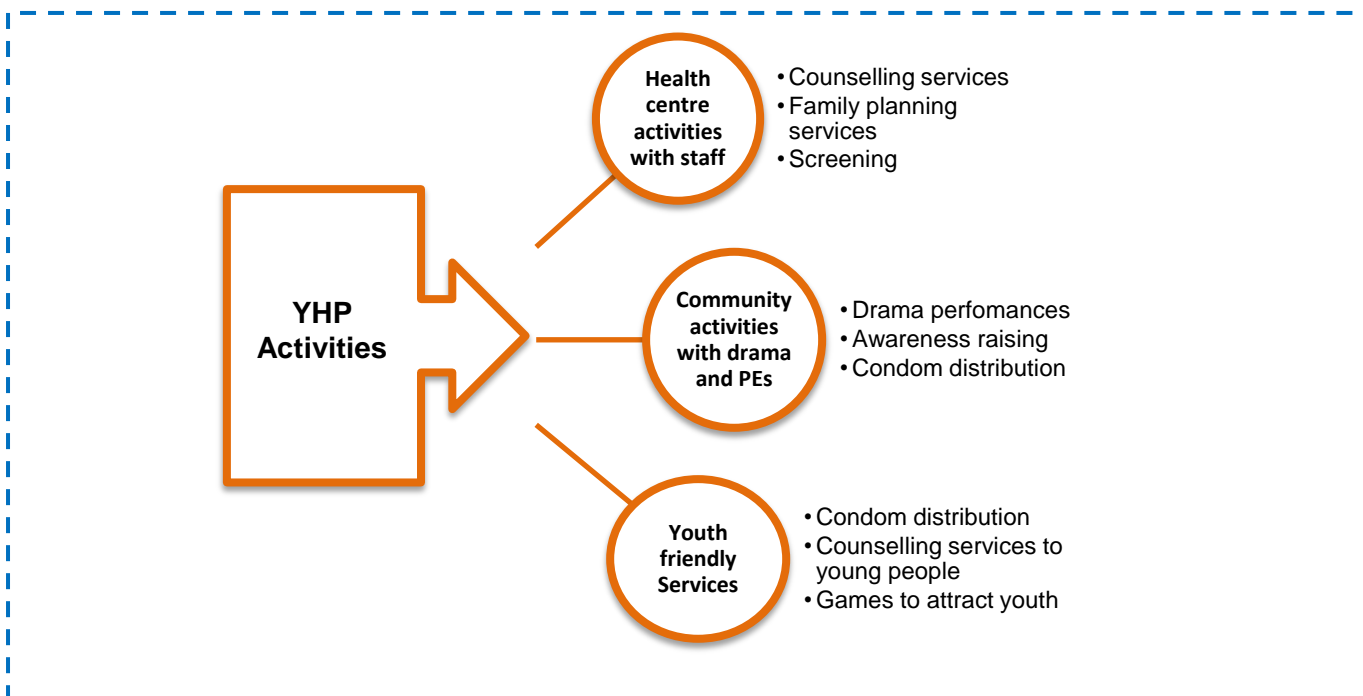 YHP
Activities
Health
centre
activities
with staff
• Counselling services
• Family planning
services
• Screening
Community
activities
with drama
and PEs
• Drama perfomances
• Awareness raising
• Condom distribution
Youth
friendly
Services
• Condom distribution
• Counselling services to
young people
• Games to attract youth